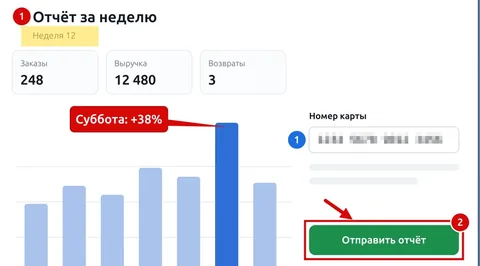 1 Отчёт за неделю
Неделя 12
Заказы
248
Выручка
12 480
Возвраты
3
Суббота: +38%
Номер карты
1
2
Отправить отчёт